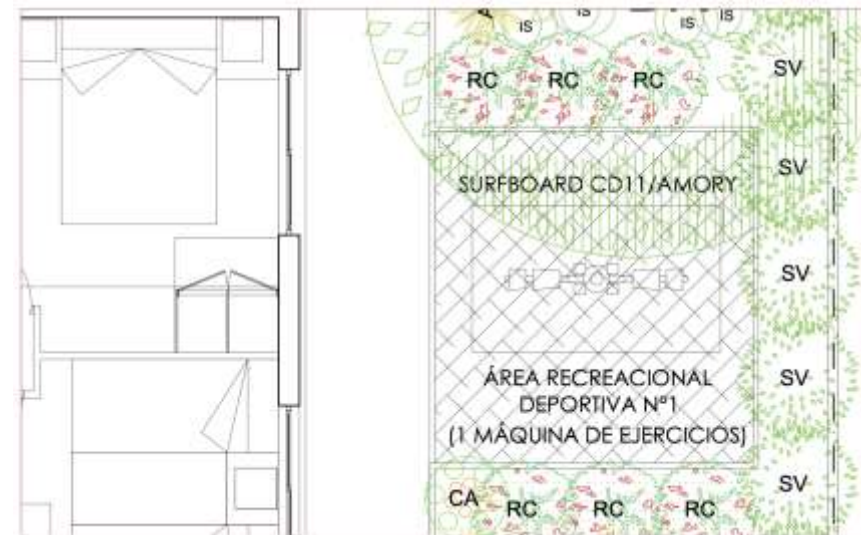 IS IS IS IS
RC RC RC SV
SV
SURFBOARD CD11/AMORY
SV
ÁREA RECREACIONAL SV
DEPORTIVA Nº1
(1 MÁQUINA DE EJERCICIOS)
SV
CA RC RC RC